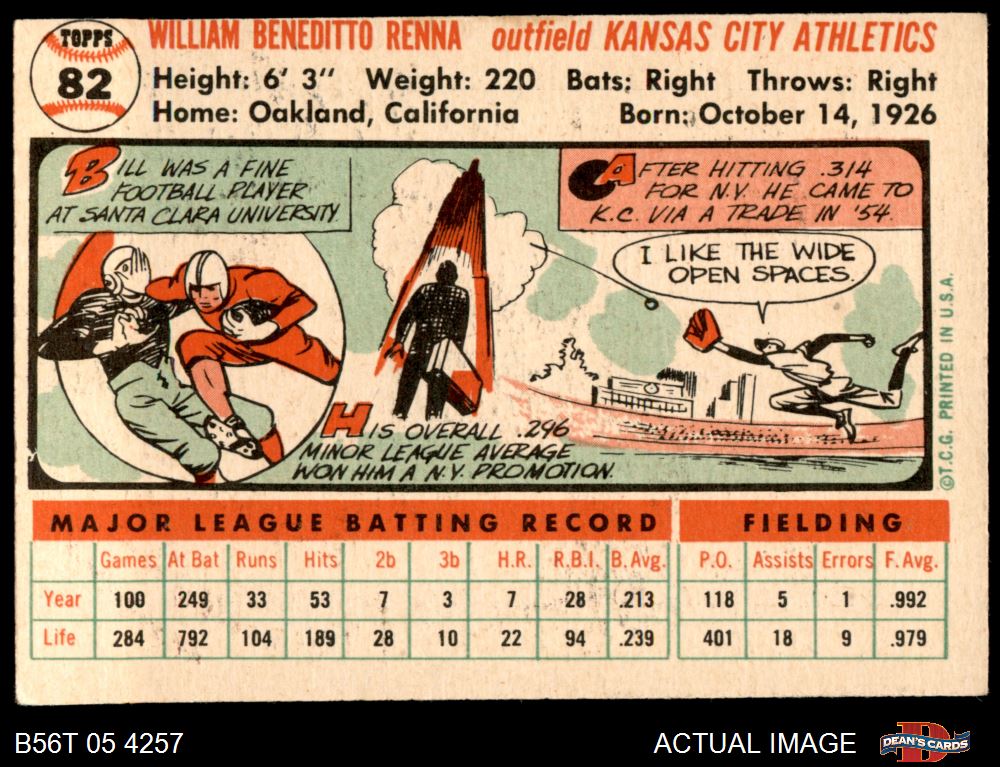 TOPPS
82
WILLIAM BENEDITTO RENNA outfield KANSAS CITY ATHLETICS
Height: 6' 3" Weight: 220 Bats: Right Throws: Right
Home: Oakland, California Born: October 14, 1926
BILL WAS A FINE
FOOTBALL PLAYER
AT SANTA CLARA UNIVERSITY.
HIS OVERALL .296
MINOR LEAGUE AVERAGE
WON HIM A N.Y. PROMOTION.
AFTER HITTING .314
FOR N.Y. HE CAME TO
K.C. VIA A TRADE IN '54.
I LIKE THE WIDE
OPEN SPACES.
©T.C.G. PRINTED IN U.S.A.
MAJOR LEAGUE BATTING RECORD FIELDING
Games At Bat Runs Hits 2b 3b H.R. R.B.I. B. Avg. P.O. Assists Errors F. Avg.
Year 100 249 33 53 7 3 7 28 .213 118 5 1 .992
Life 284 792 104 189 28 10 22 94 .239 401 18 9 .979
B56T 05 4257 ACTUAL IMAGE DEAN'S CARDS